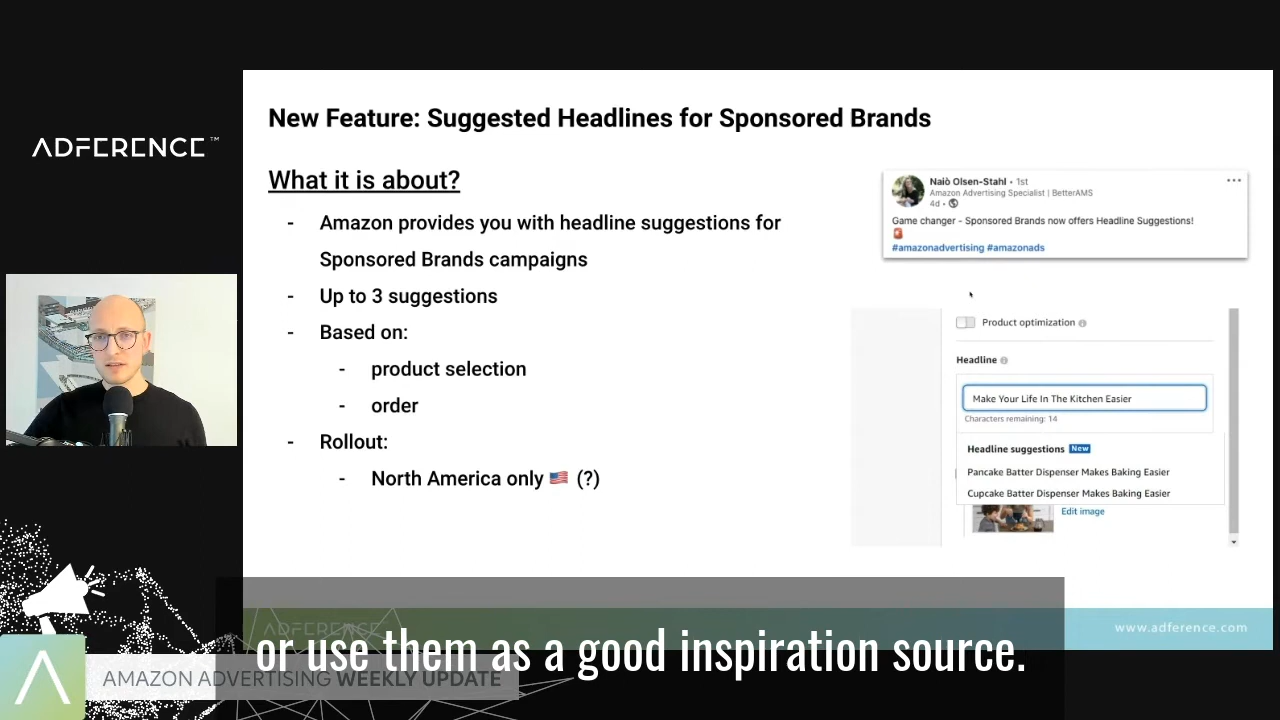 New Feature: Suggested Headlines for Sponsored Brands
ADFERENCE™
What it is about?
- Amazon provides you with headline suggestions for
Sponsored Brands campaigns
- Up to 3 suggestions
- Based on:
- product selection
- order
- Rollout:
- North America only 🇺🇸 (?)
Naiò Olsen-Stahl • 1st
Amazon Advertising Specialist | BetterAMS
4d •
Game changer - Sponsored Brands now offers Headline Suggestions!
🚨
#amazonadvertising #amazonads
Product optimization
Headline
Make Your Life In The Kitchen Easier
Characters remaining: 14
Headline suggestions New
Pancake Batter Dispenser Makes Baking Easier
Cupcake Batter Dispenser Makes Baking Easier
Edit image
ADFERENCE
www.adference.com
or use them as a good inspiration source.
AMAZON ADVERTISING WEEKLY UPDATE